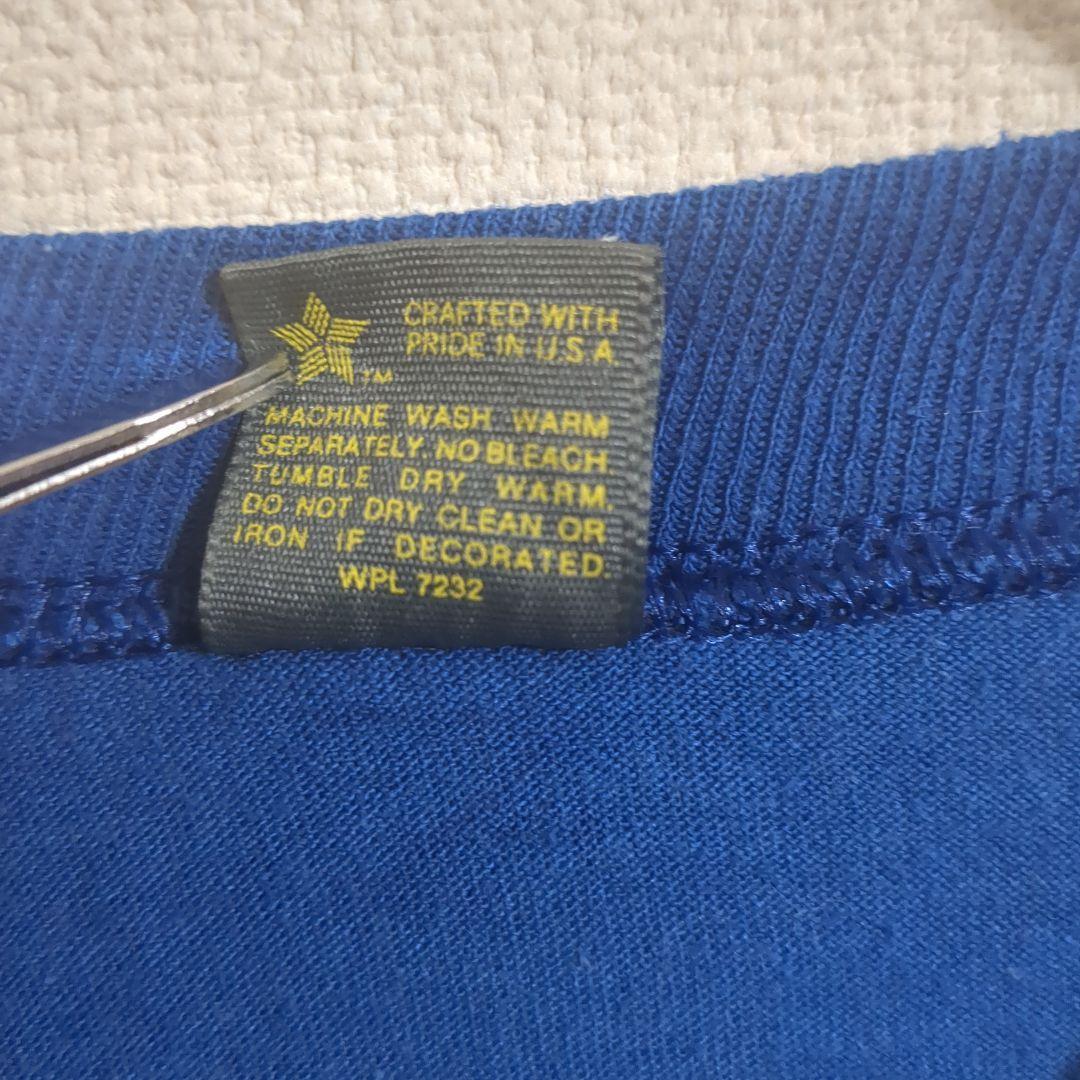 CRAFTED WITH
PRIDE IN U.S.A.
TM
MACHINE WASH WARM
SEPARATELY. NO BLEACH
TUMBLE DRY WARM.
DO NOT DRY CLEAN OR
IRON IF DECORATED.
WPL 7232